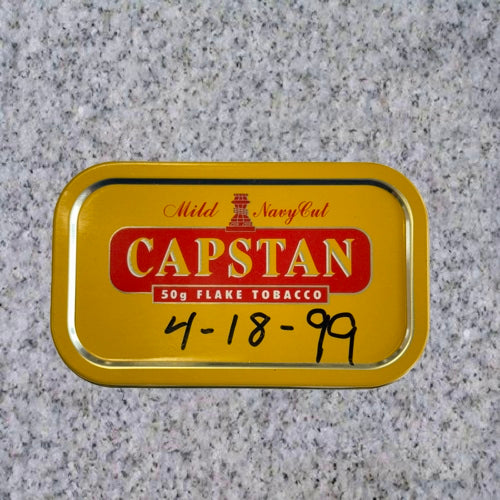 Mild Navy Cut
CAPSTAN
50g FLAKE TOBACCO
4-18-99